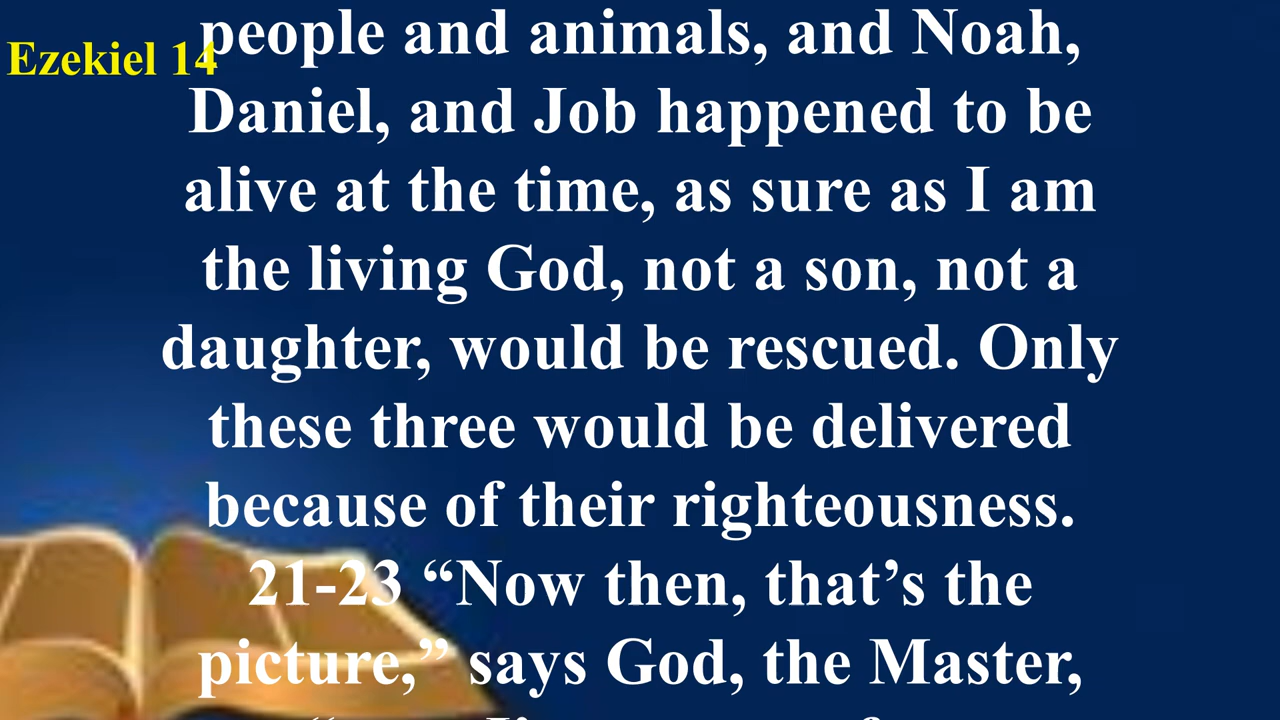 Ezekiel 14
people and animals, and Noah,
Daniel, and Job happened to be
alive at the time, as sure as I am
the living God, not a son, not a
daughter, would be rescued. Only
these three would be delivered
because of their righteousness.
21-23 “Now then, that’s the
picture,” says God, the Master,